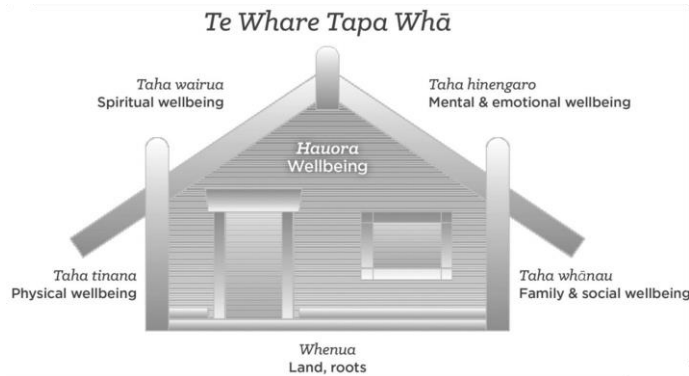 Te Whare Tapa Whā
Taha wairua
Spiritual wellbeing
Taha hinengaro
Mental & emotional wellbeing
Hauora
Wellbeing
Taha tinana
Physical wellbeing
Taha whānau
Family & social wellbeing
Whenua
Land, roots